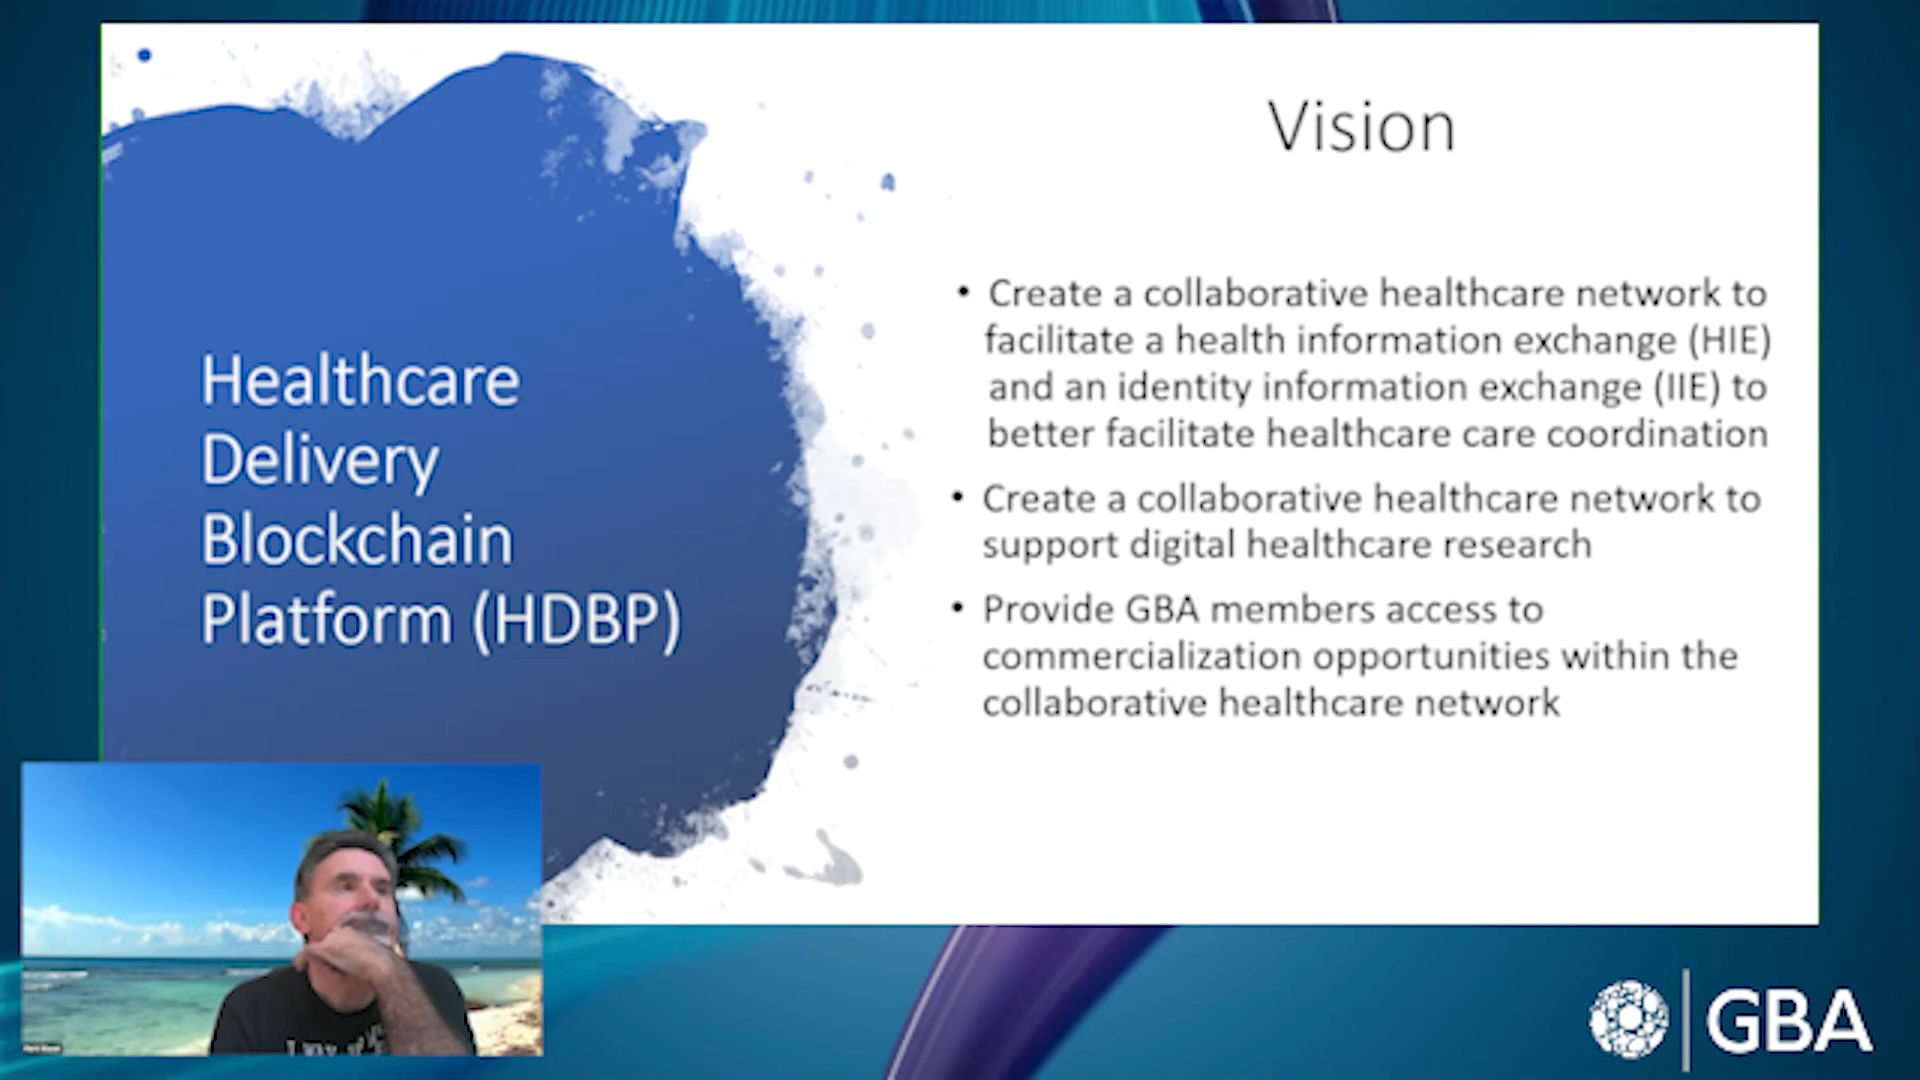 Healthcare
Delivery
Blockchain
Platform (HDBP)
Vision
• Create a collaborative healthcare network to
facilitate a health information exchange (HIE)
and an identity information exchange (IIE) to
better facilitate healthcare care coordination
• Create a collaborative healthcare network to
support digital healthcare research
• Provide GBA members access to
commercialization opportunities within the
collaborative healthcare network
GBA